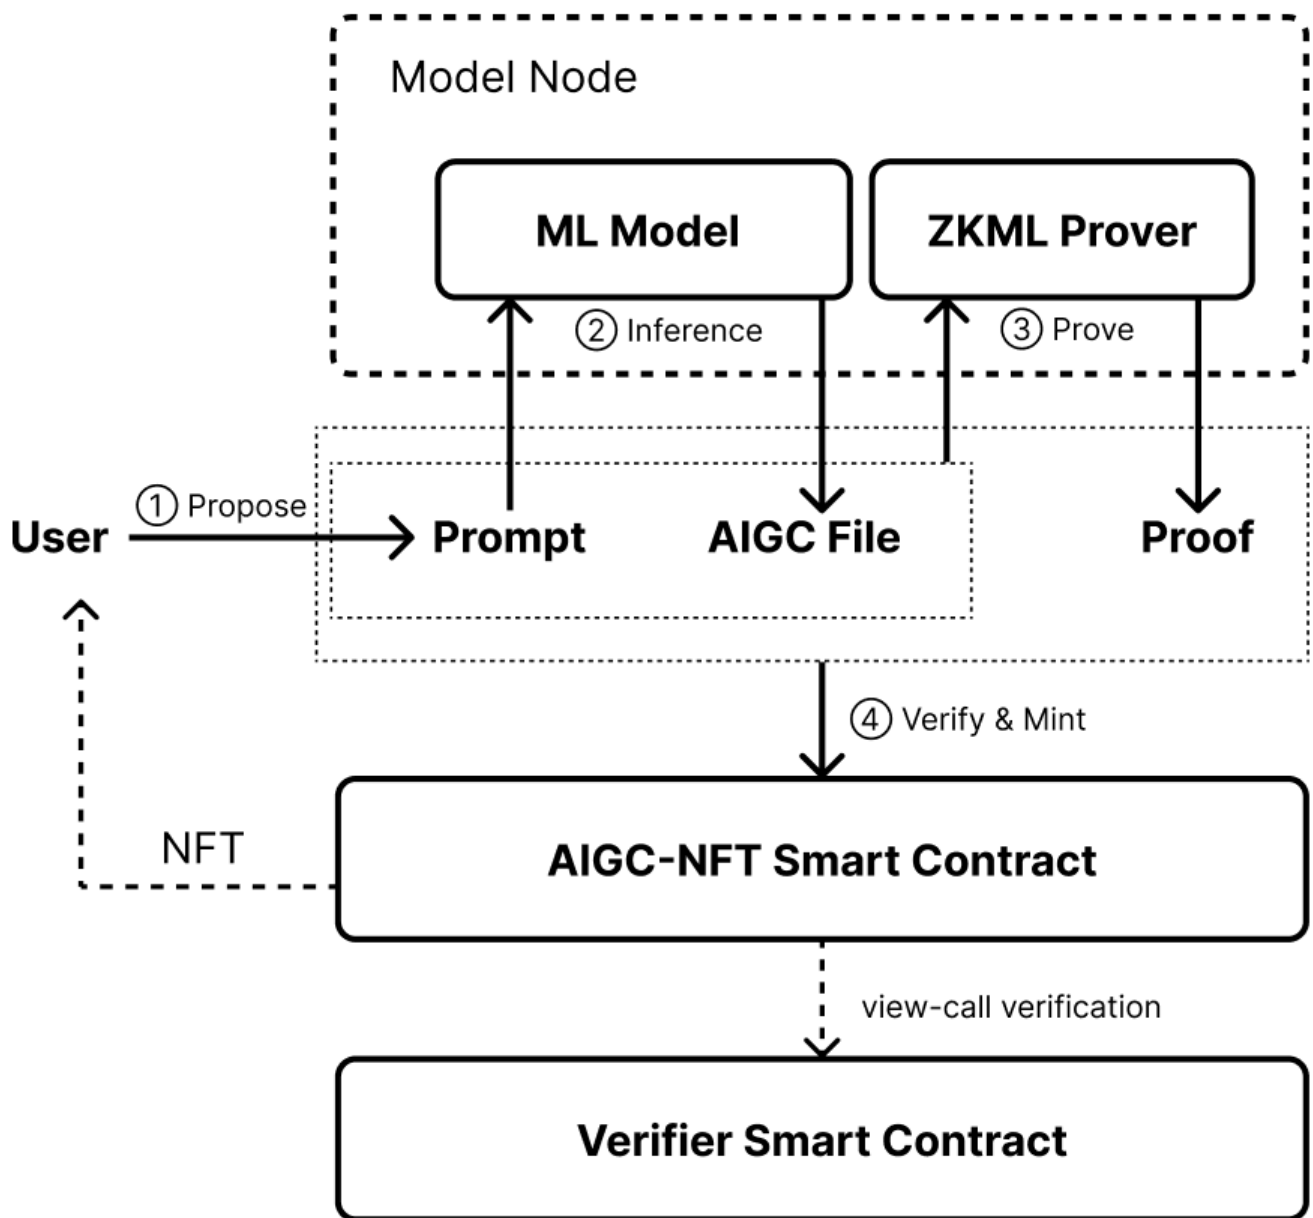 Model Node
ML Model
ZKML Prover
② Inference
③ Prove
① Propose
User
Prompt
AIGC File
Proof
④ Verify & Mint
NFT
AIGC-NFT Smart Contract
view-call verification
Verifier Smart Contract